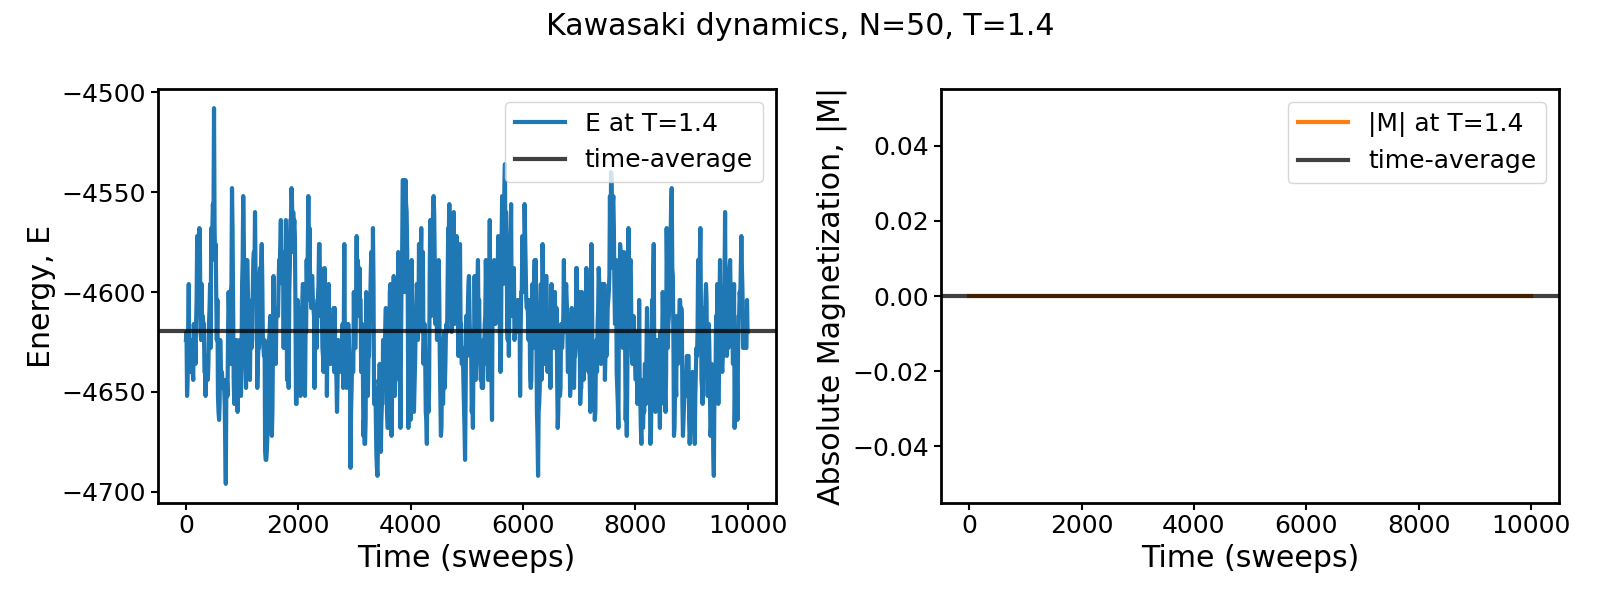 Kawasaki dynamics, N=50, T=1.4
Energy, E
−4500
−4550
−4600
−4650
−4700
E at T=1.4
time-average
0
2000
4000
6000
8000
10000
Time (sweeps)
Absolute Magnetization, |M|
0.04
0.02
0.00
−0.02
−0.04
|M| at T=1.4
time-average
0
2000
4000
6000
8000
10000
Time (sweeps)